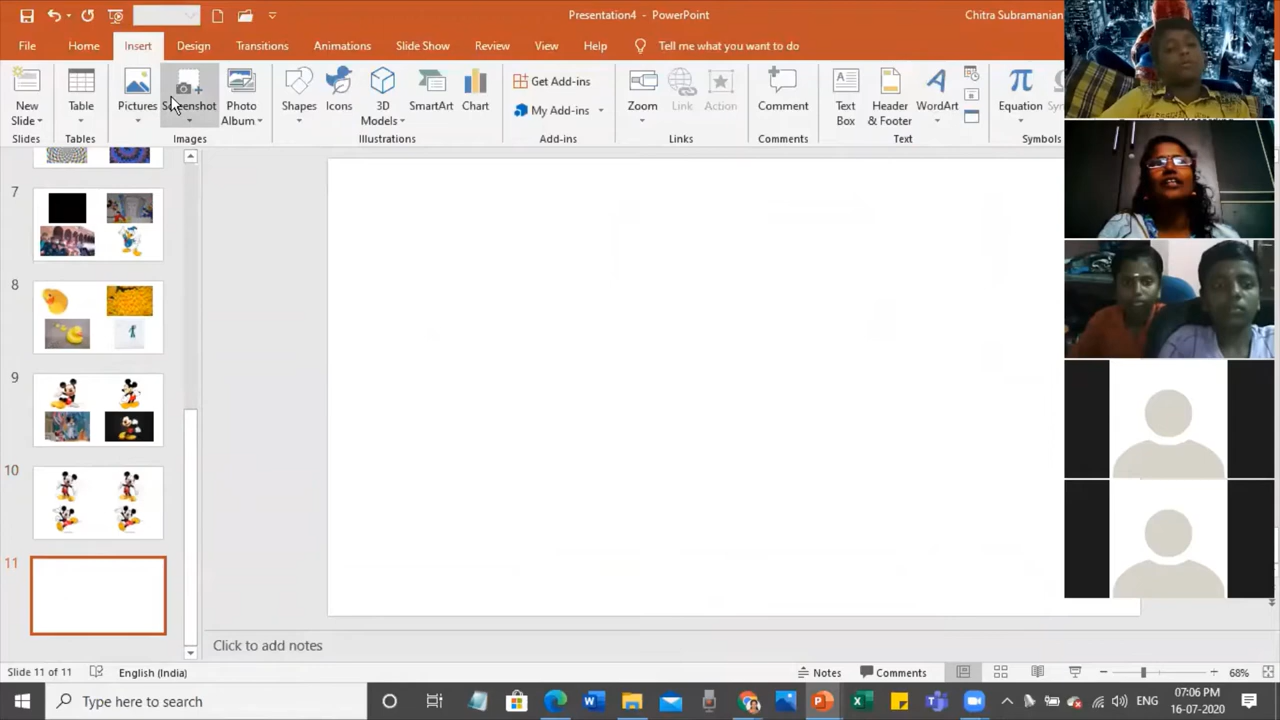 Presentation4 - PowerPoint
Chitra Subramanian
File Home Insert Design Transitions Animations Slide Show Review View Help Tell me what you want to do
New Slide
Table
Pictures
Screenshot
Photo Album
Shapes
Icons
3D Models
SmartArt
Chart
Get Add-ins
My Add-ins
Zoom
Link
Action
Comment
Text Box
Header & Footer
WordArt
Equation
Slides
Tables
Images
Illustrations
Add-ins
Links
Comments
Text
Symbols
7
8
9
10
11
Click to add notes
Slide 11 of 11 English (India) Notes Comments 68%
Type here to search
ENG
07:06 PM
16-07-2020